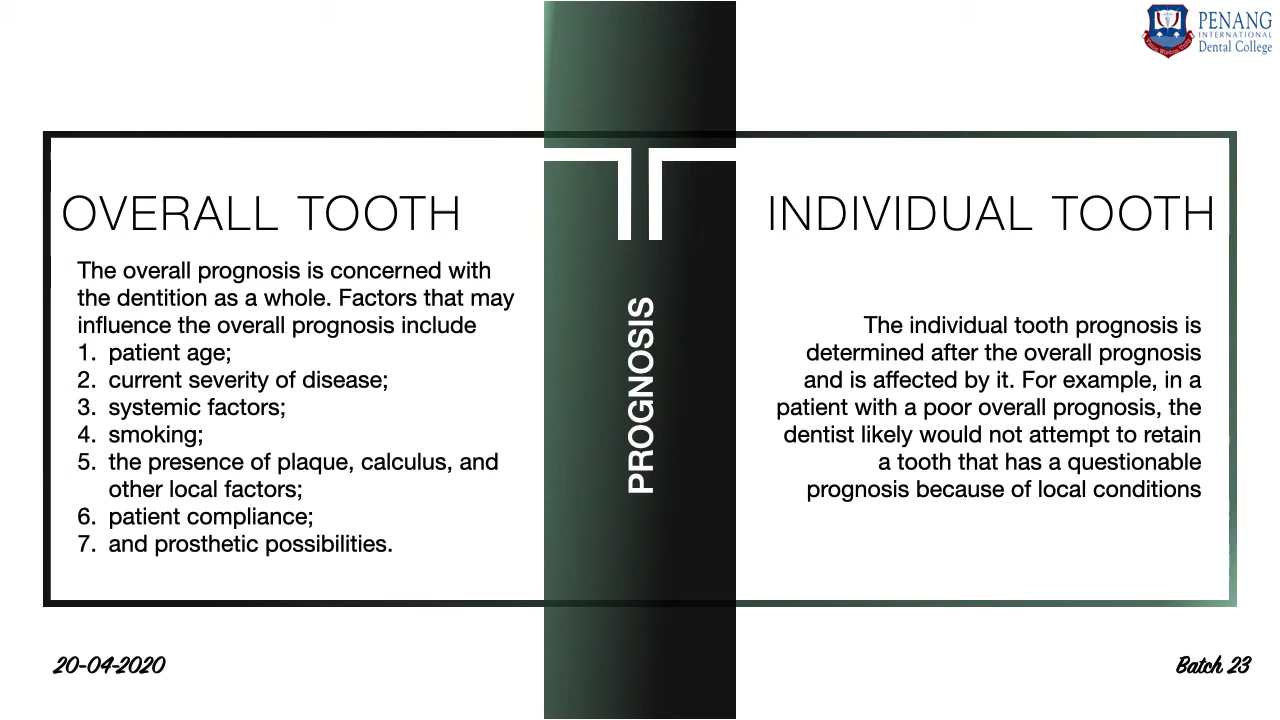 PENANG
INTERNATIONAL
Dental College
OVERALL TOOTH
The overall prognosis is concerned with
the dentition as a whole. Factors that may
influence the overall prognosis include
1. patient age;
2. current severity of disease;
3. systemic factors;
4. smoking;
5. the presence of plaque, calculus, and
other local factors;
6. patient compliance;
7. and prosthetic possibilities.
PROGNOSIS
INDIVIDUAL TOOTH
The individual tooth prognosis is
determined after the overall prognosis
and is affected by it. For example, in a
patient with a poor overall prognosis, the
dentist likely would not attempt to retain
a tooth that has a questionable
prognosis because of local conditions
20-04-2020
Batch 23